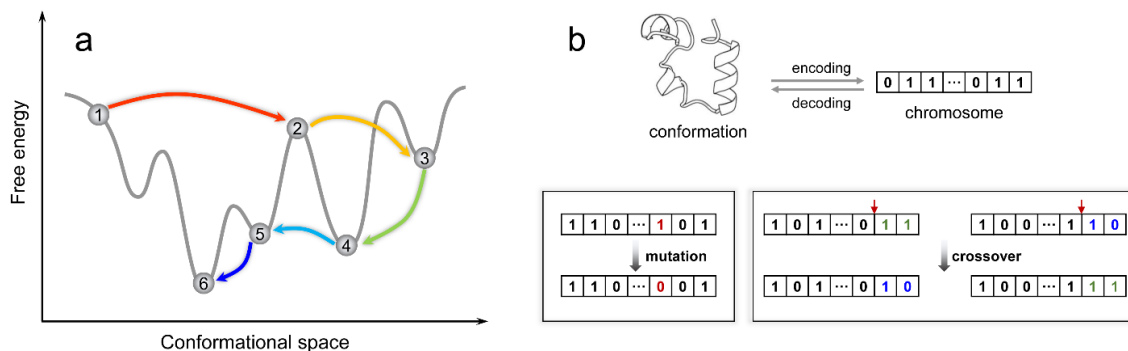 a
Free energy
1
2
3
4
5
6
Conformational space
b
conformation
encoding
decoding
0 1 1 ... 0 1 1
chromosome
1 1 0 ... 1 0 1
mutation
1 1 0 ... 0 0 1
1 0 1 ... 0 1 1
1 0 0 ... 1 1 0
crossover
1 0 1 ... 0 1 0
1 0 0 ... 1 1 1